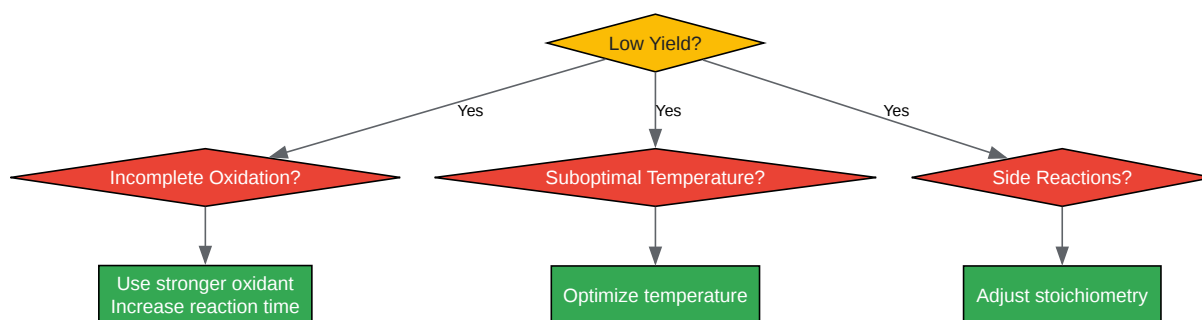 Low Yield?
Yes
Yes
Yes
Incomplete Oxidation?
Suboptimal Temperature?
Side Reactions?
Use stronger oxidant
Increase reaction time
Optimize temperature
Adjust stoichiometry